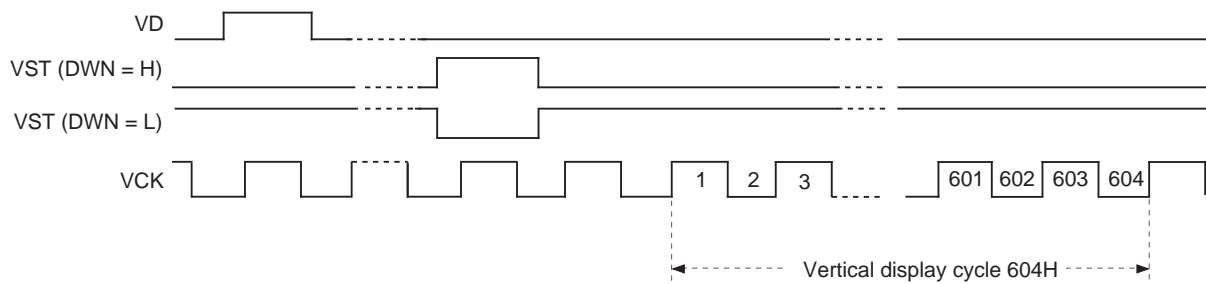 VD
VST (DWN = H)
VST (DWN = L)
VCK
1 2 3 601 602 603 604
Vertical display cycle 604H